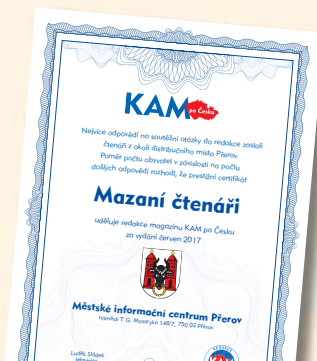 KAM
po Česku
Nejvíce odpovědí na soutěžní otázky do redakce zaslali
čtenáři z okolí distribučního místa Přerov.
Poměr počtu obyvatel v závislosti na počtu
došlých odpovědí rozhodl, že prestižní certifikát
Mazaní čtenáři
uděluje redakce magazínu KAM po Česku
za vydání červen 2017
Městské informační centrum Přerov
náměstí T. G. Masaryka 148/7, 750 02 Přerov
Luděk Sládek
KAM